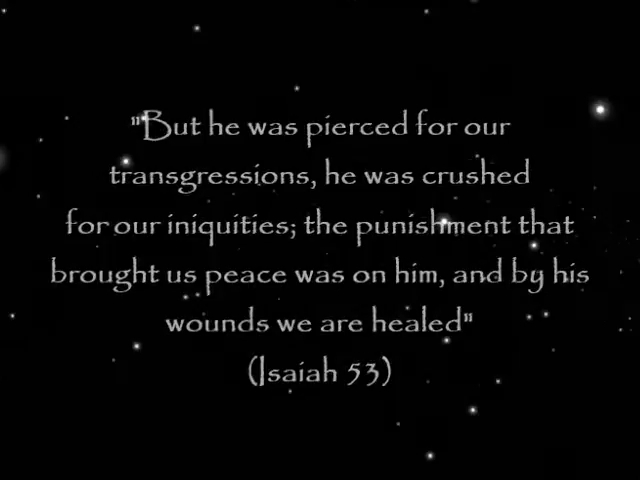 "But he was pierced for our
transgressions, he was crushed
for our iniquities; the punishment that
brought us peace was on him, and by his
wounds we are healed"
(Isaiah 53)